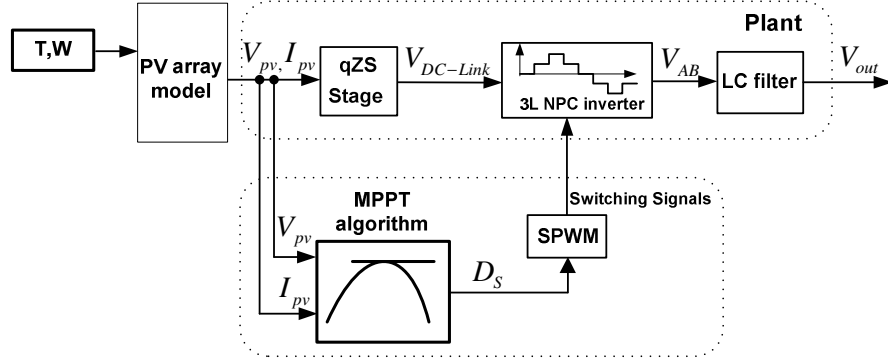 Plant
T,W
PV array
model
V_pv, I_pv
qZS
Stage
V_DC-Link
3L NPC inverter
V_AB
LC filter
V_out
MPPT
algorithm
Switching Signals
V_pv
SPWM
I_pv
D_S